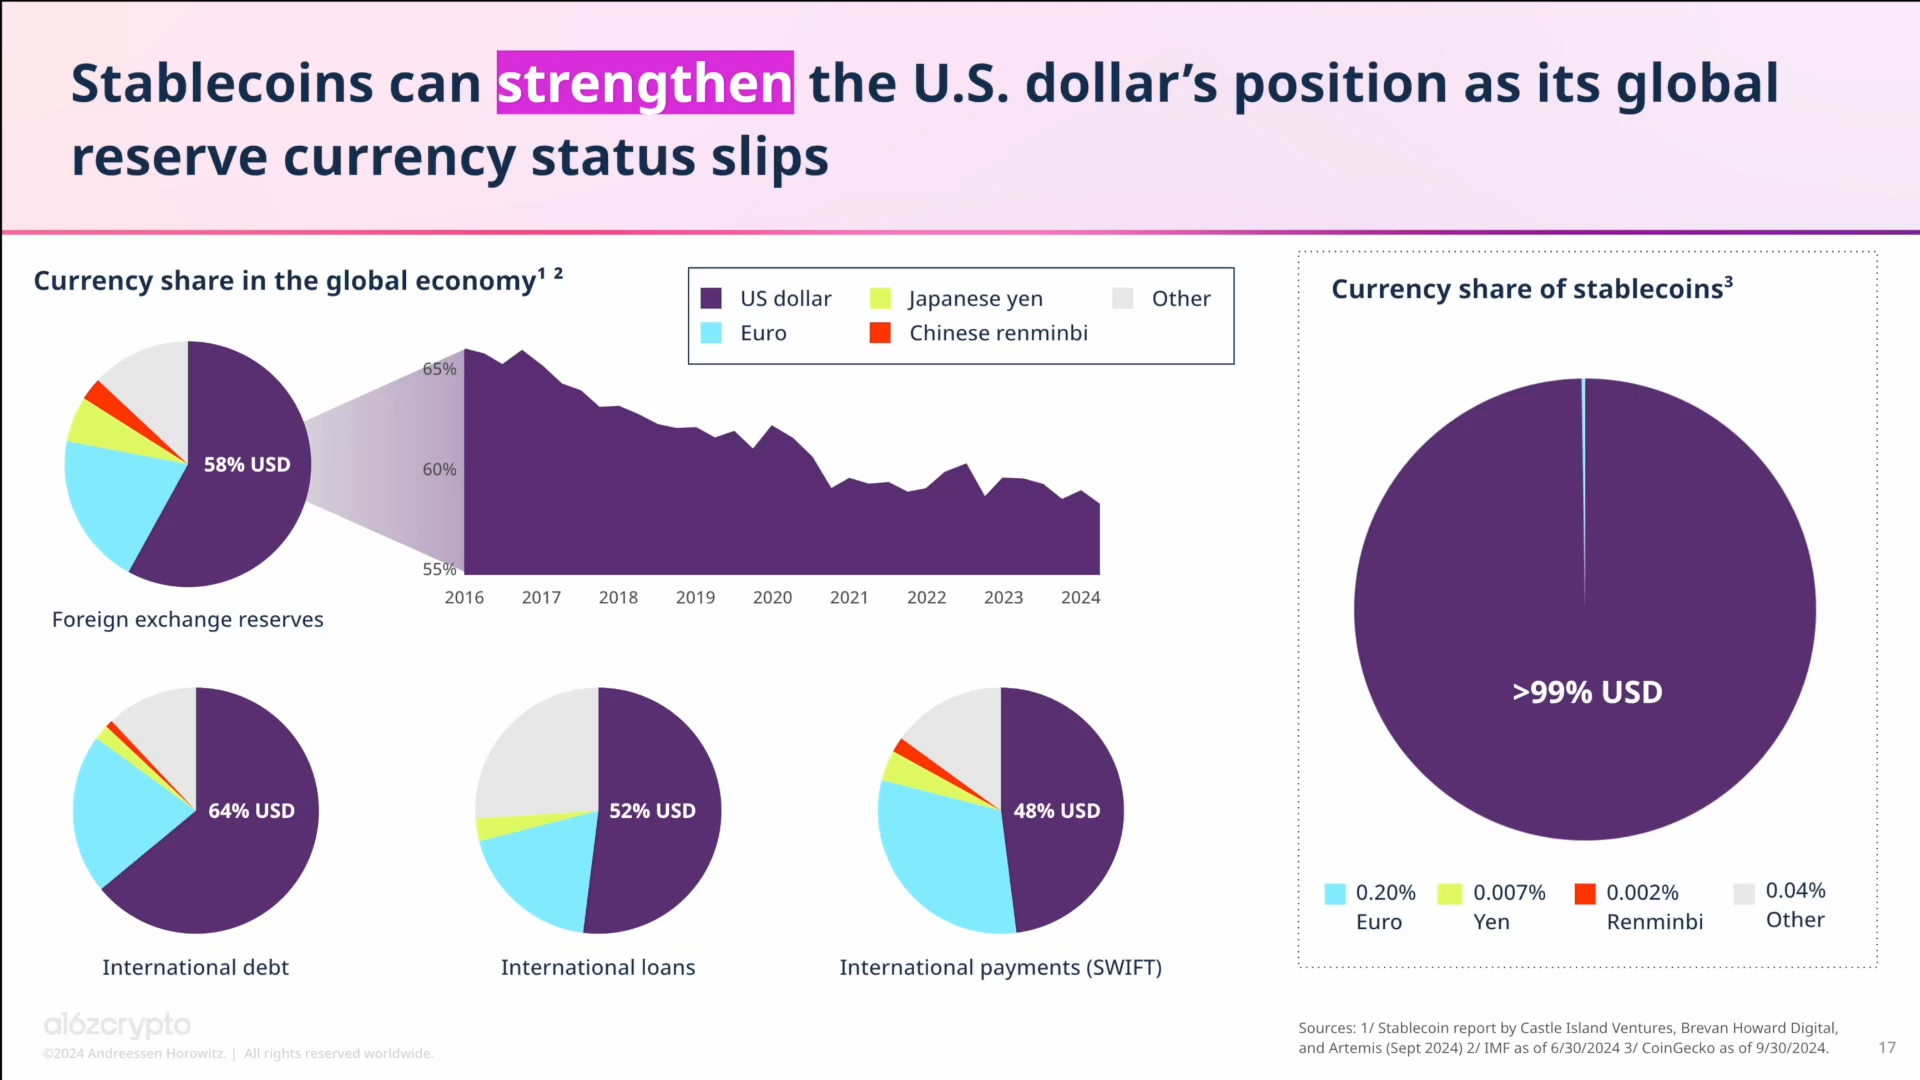 Stablecoins can strengthen the U.S. dollar’s position as its global
reserve currency status slips
Currency share in the global economy¹ ²
US dollar
Japanese yen
Other
Euro
Chinese renminbi
58% USD
Foreign exchange reserves
65%
60%
55%
2016 2017 2018 2019 2020 2021 2022 2023 2024
64% USD
International debt
52% USD
International loans
48% USD
International payments (SWIFT)
Currency share of stablecoins³
>99% USD
0.20%
Euro
0.007%
Yen
0.002%
Renminbi
0.04%
Other
a16zcrypto
©2024 Andreessen Horowitz. | All rights reserved worldwide.
Sources: 1/ Stablecoin report by Castle Island Ventures, Brevan Howard Digital,
and Artemis (Sept 2024) 2/ IMF as of 6/30/2024 3/ CoinGecko as of 9/30/2024.
17